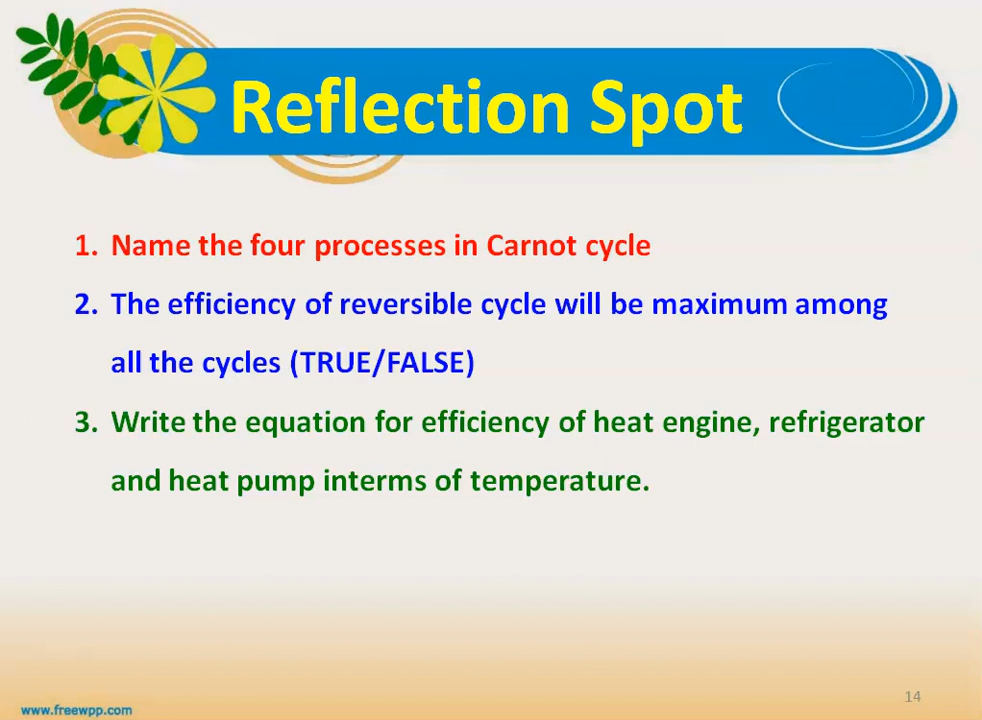 Reflection Spot
1. Name the four processes in Carnot cycle
2. The efficiency of reversible cycle will be maximum among
all the cycles (TRUE/FALSE)
3. Write the equation for efficiency of heat engine, refrigerator
and heat pump interms of temperature.
www.freewpp.com
14